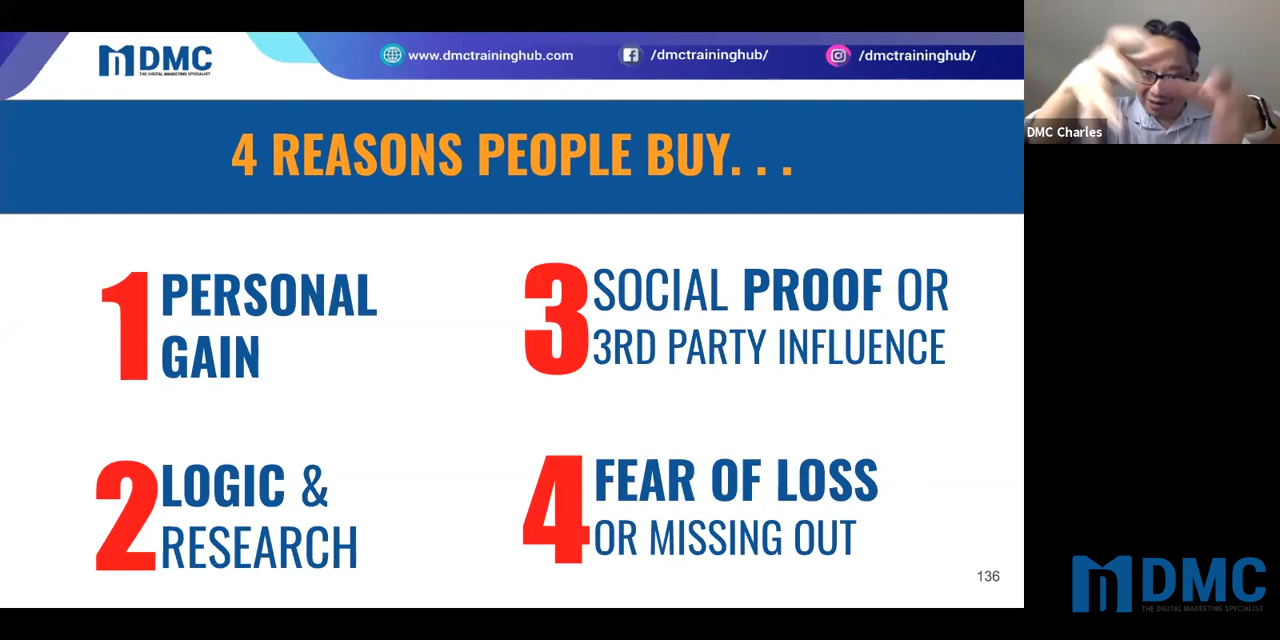 DMC
THE DIGITAL MARKETING SPECIALIST
www.dmctraininghub.com
/dmctraininghub/
/dmctraininghub/
DMC Charles
4 REASONS PEOPLE BUY. . .
1 PERSONAL
GAIN
2 LOGIC &
RESEARCH
3 SOCIAL PROOF OR
3RD PARTY INFLUENCE
4 FEAR OF LOSS
OR MISSING OUT
136
DMC
THE DIGITAL MARKETING SPECIALIST